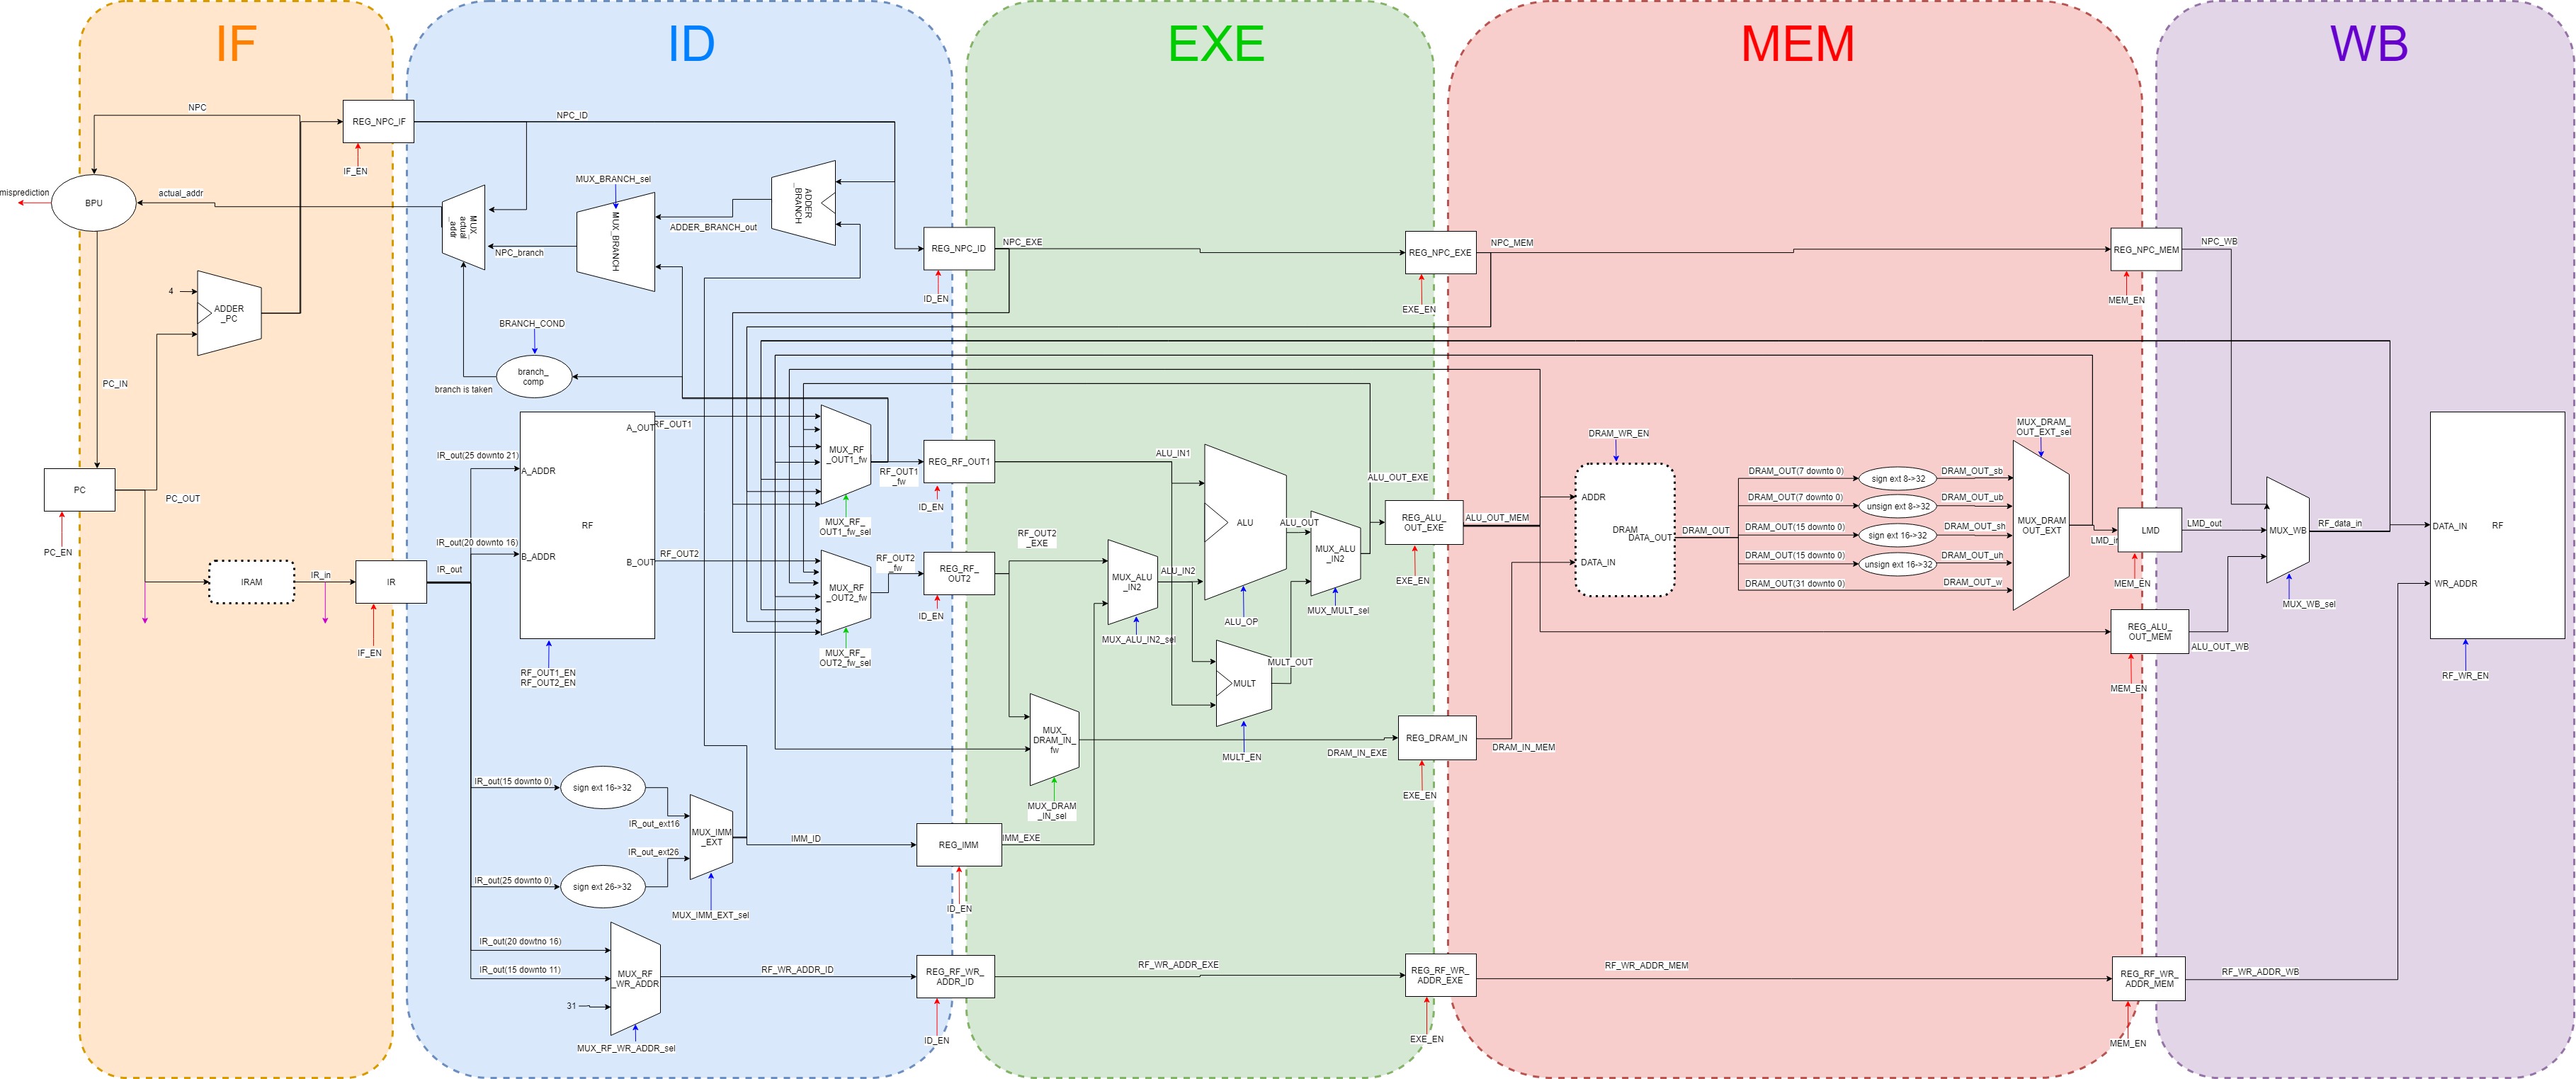 IF
ID
EXE
MEM
WB
NPC
REG_NPC_IF
IF_EN
misprediction
BPU
actual_addr
4
ADDER
_PC
PC_IN
PC
PC_EN
PC_OUT
IRAM
IR_in
IR
IF_EN
NPC_ID
MUX_
actual
_addr
MUX_BRANCH_sel
MUX_BRANCH
ADDER
_BRANCH
ADDER_BRANCH_out
NPC_branch
BRANCH_COND
branch_
comp
branch is taken
REG_NPC_ID
ID_EN
IR_out
IR_out(25 downto 21)
IR_out(20 downto 16)
A_ADDR
B_ADDR
RF
A_OUT
B_OUT
RF_OUT1
RF_OUT2
RF_OUT1_EN
RF_OUT2_EN
MUX_RF
_OUT1_fw
MUX_RF_
OUT1_fw_sel
RF_OUT1
_fw
MUX_RF
_OUT2_fw
MUX_RF_
OUT2_fw_sel
RF_OUT2
_fw
REG_RF_OUT1
ID_EN
REG_RF_
OUT2
ID_EN
IR_out(15 downto 0)
sign ext 16->32
IR_out_ext16
IR_out_ext26
IR_out(25 downto 0)
sign ext 26->32
MUX_IMM
_EXT
MUX_IMM_EXT_sel
IMM_ID
REG_IMM
ID_EN
IR_out(20 dowtno 16)
IR_out(15 downto 11)
31
MUX_RF
_WR_ADDR
MUX_RF_WR_ADDR_sel
RF_WR_ADDR_ID
REG_RF_WR_
ADDR_ID
ID_EN
NPC_EXE
REG_NPC_EXE
EXE_EN
ALU_IN1
RF_OUT2
_EXE
MUX_ALU
_IN2
MUX_ALU_IN2_sel
ALU_IN2
ALU
ALU_OP
ALU_OUT
MUX_ALU
_IN2
MUX_MULT_sel
MULT_OUT
MULT
MULT_EN
ALU_OUT_EXE
REG_ALU_
OUT_EXE
EXE_EN
MUX_
DRAM_IN_
fw
MUX_DRAM
_IN_sel
DRAM_IN_EXE
REG_DRAM_IN
EXE_EN
IMM_EXE
RF_WR_ADDR_EXE
REG_RF_WR_
ADDR_EXE
EXE_EN
NPC_MEM
REG_NPC_MEM
MEM_EN
ALU_OUT_MEM
DRAM_IN_MEM
DRAM_WR_EN
ADDR
DRAM
DATA_OUT
DATA_IN
DRAM_OUT
DRAM_OUT(7 downto 0)
sign ext 8->32
DRAM_OUT_sb
DRAM_OUT(7 downto 0)
unsign ext 8->32
DRAM_OUT_ub
DRAM_OUT(15 downto 0)
sign ext 16->32
DRAM_OUT_sh
DRAM_OUT(15 downto 0)
unsign ext 16->32
DRAM_OUT_uh
DRAM_OUT(31 downto 0)
DRAM_OUT_w
MUX_DRAM_
OUT_EXT_sel
MUX_DRAM
OUT_EXT
LMD_in
LMD
MEM_EN
REG_ALU_
OUT_MEM
MEM_EN
RF_WR_ADDR_MEM
REG_RF_WR_
ADDR_MEM
MEM_EN
NPC_WB
LMD_out
ALU_OUT_WB
MUX_WB
MUX_WB_sel
RF_data_in
DATA_IN
RF
WR_ADDR
RF_WR_EN
RF_WR_ADDR_WB